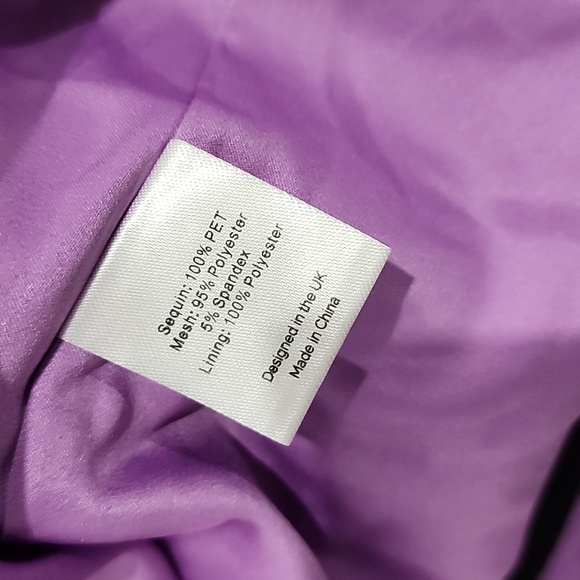 Sequin: 100% PET
Mesh: 95% Polyester
5% Spandex
Lining: 100% Polyester
Designed in the UK
Made in China